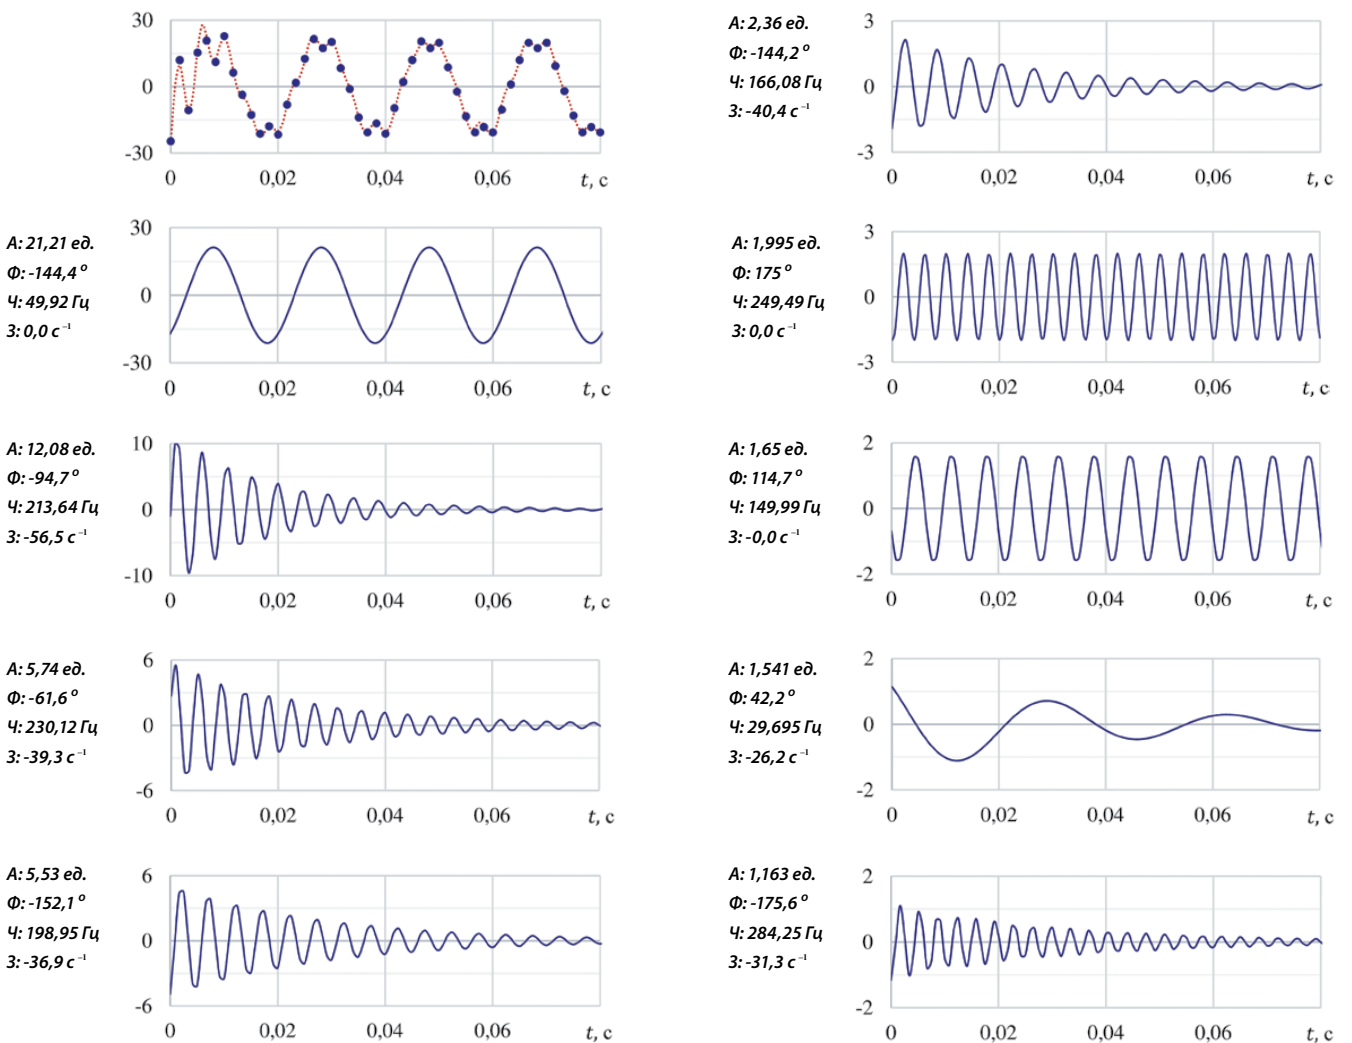 30
0
-30
0
0,02
0,04
0,06
t, c
А: 21,21 ед.
Ф: -144,4 °
Ч: 49,92 Гц
З: 0,0 с ⁻¹
30
0
-30
0
0,02
0,04
0,06
t, c
А: 12,08 ед.
Ф: -94,7 °
Ч: 213,64 Гц
З: -56,5 с ⁻¹
10
0
-10
0
0,02
0,04
0,06
t, c
А: 5,74 ед.
Ф: -61,6 °
Ч: 230,12 Гц
З: -39,3 с ⁻¹
6
0
-6
0
0,02
0,04
0,06
t, c
А: 5,53 ед.
Ф: -152,1 °
Ч: 198,95 Гц
З: -36,9 с ⁻¹
6
0
-6
0
0,02
0,04
0,06
t, c
А: 2,36 ед.
Ф: -144,2 °
Ч: 166,08 Гц
З: -40,4 с ⁻¹
3
0
-3
0
0,02
0,04
0,06
t, c
А: 1,995 ед.
Ф: 175 °
Ч: 249,49 Гц
З: 0,0 с ⁻¹
3
0
-3
0
0,02
0,04
0,06
t, c
А: 1,65 ед.
Ф: 114,7 °
Ч: 149,99 Гц
З: -0,0 с ⁻¹
2
0
-2
0
0,02
0,04
0,06
t, c
А: 1,541 ед.
Ф: 42,2 °
Ч: 29,695 Гц
З: -26,2 с ⁻¹
2
0
-2
0
0,02
0,04
0,06
t, c
А: 1,163 ед.
Ф: -175,6 °
Ч: 284,25 Гц
З: -31,3 с ⁻¹
2
0
-2
0
0,02
0,04
0,06
t, c